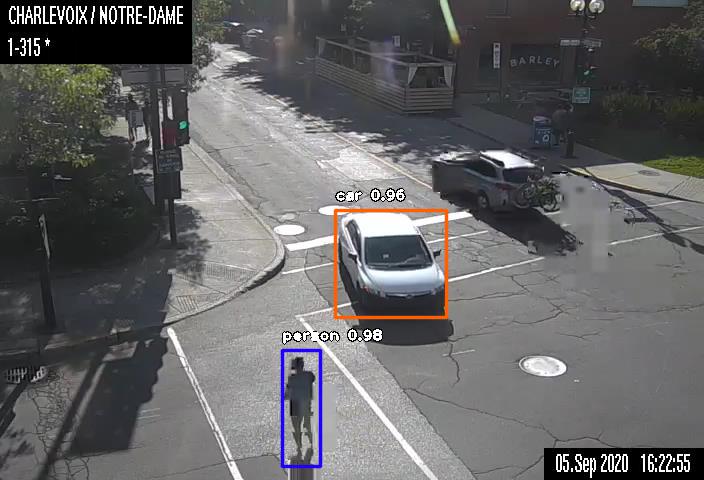 CHARLEVOIX / NOTRE-DAME
1-315 *
BARLEY
car 0.96
person 0.98
05.Sep 2020 16:22:55